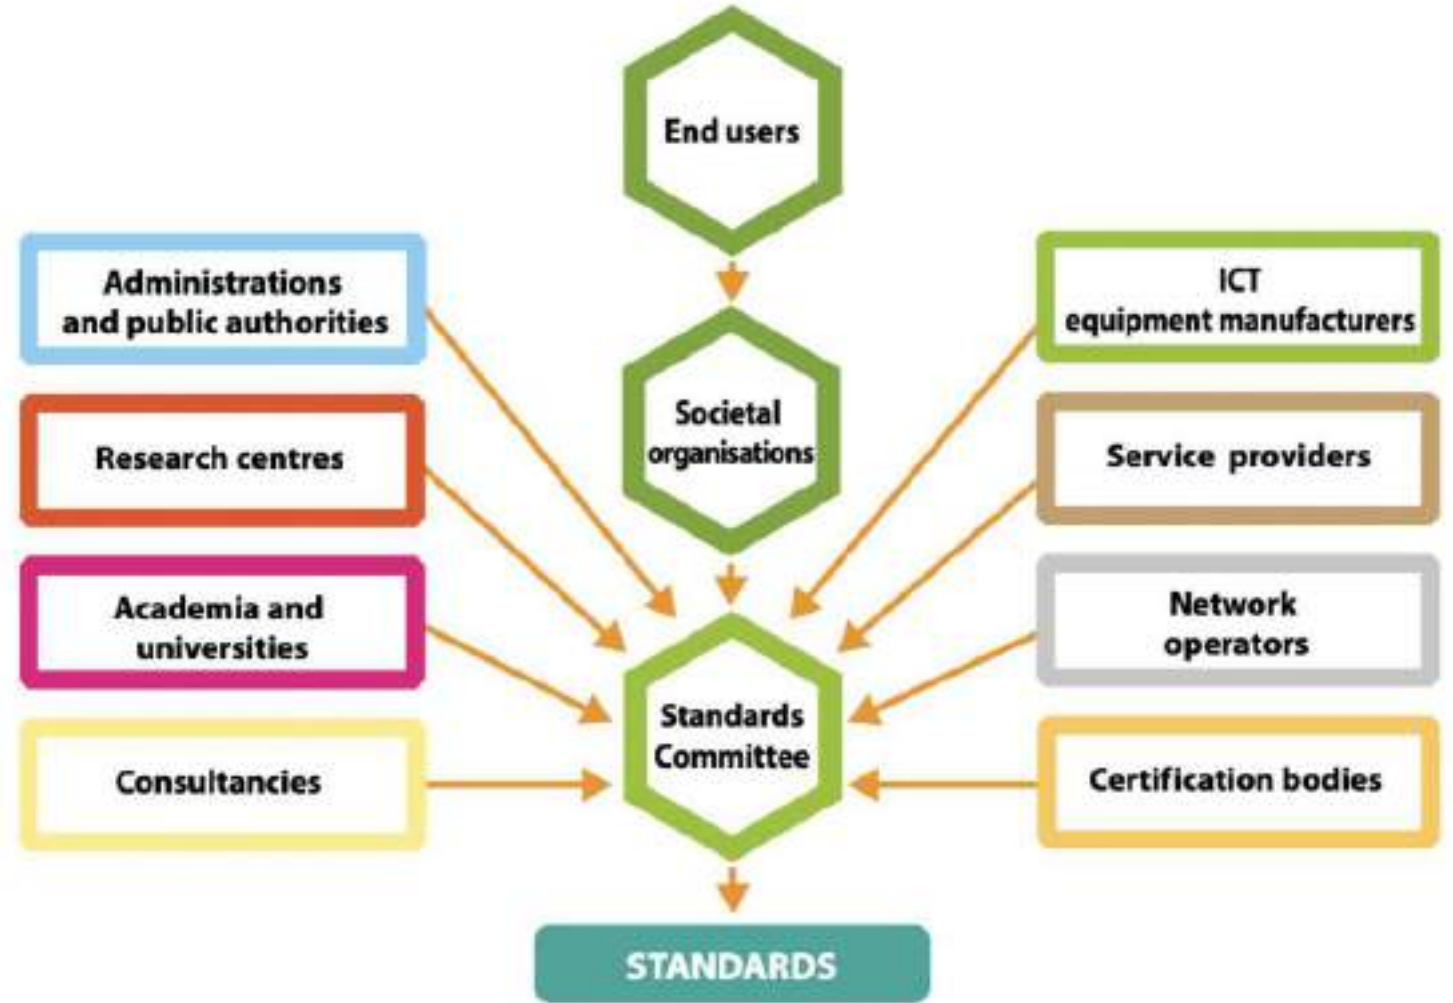 End users
Administrations
and public authorities
Research centres
Academia and
universities
Consultancies
Societal
organisations
Standards
Committee
ICT
equipment manufacturers
Service providers
Network
operators
Certification bodies
STANDARDS